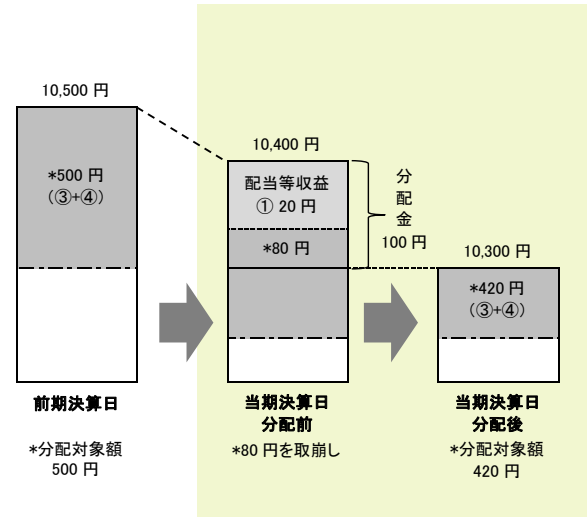 10,500 円
*500 円
(③+④)
前期決算日
*分配対象額
500 円
10,400 円
配当等収益
① 20 円
*80 円
分
配
金
100 円
当期決算日
分配前
*80 円を取崩し
10,300 円
*420 円
(③+④)
当期決算日
分配後
*分配対象額
420 円